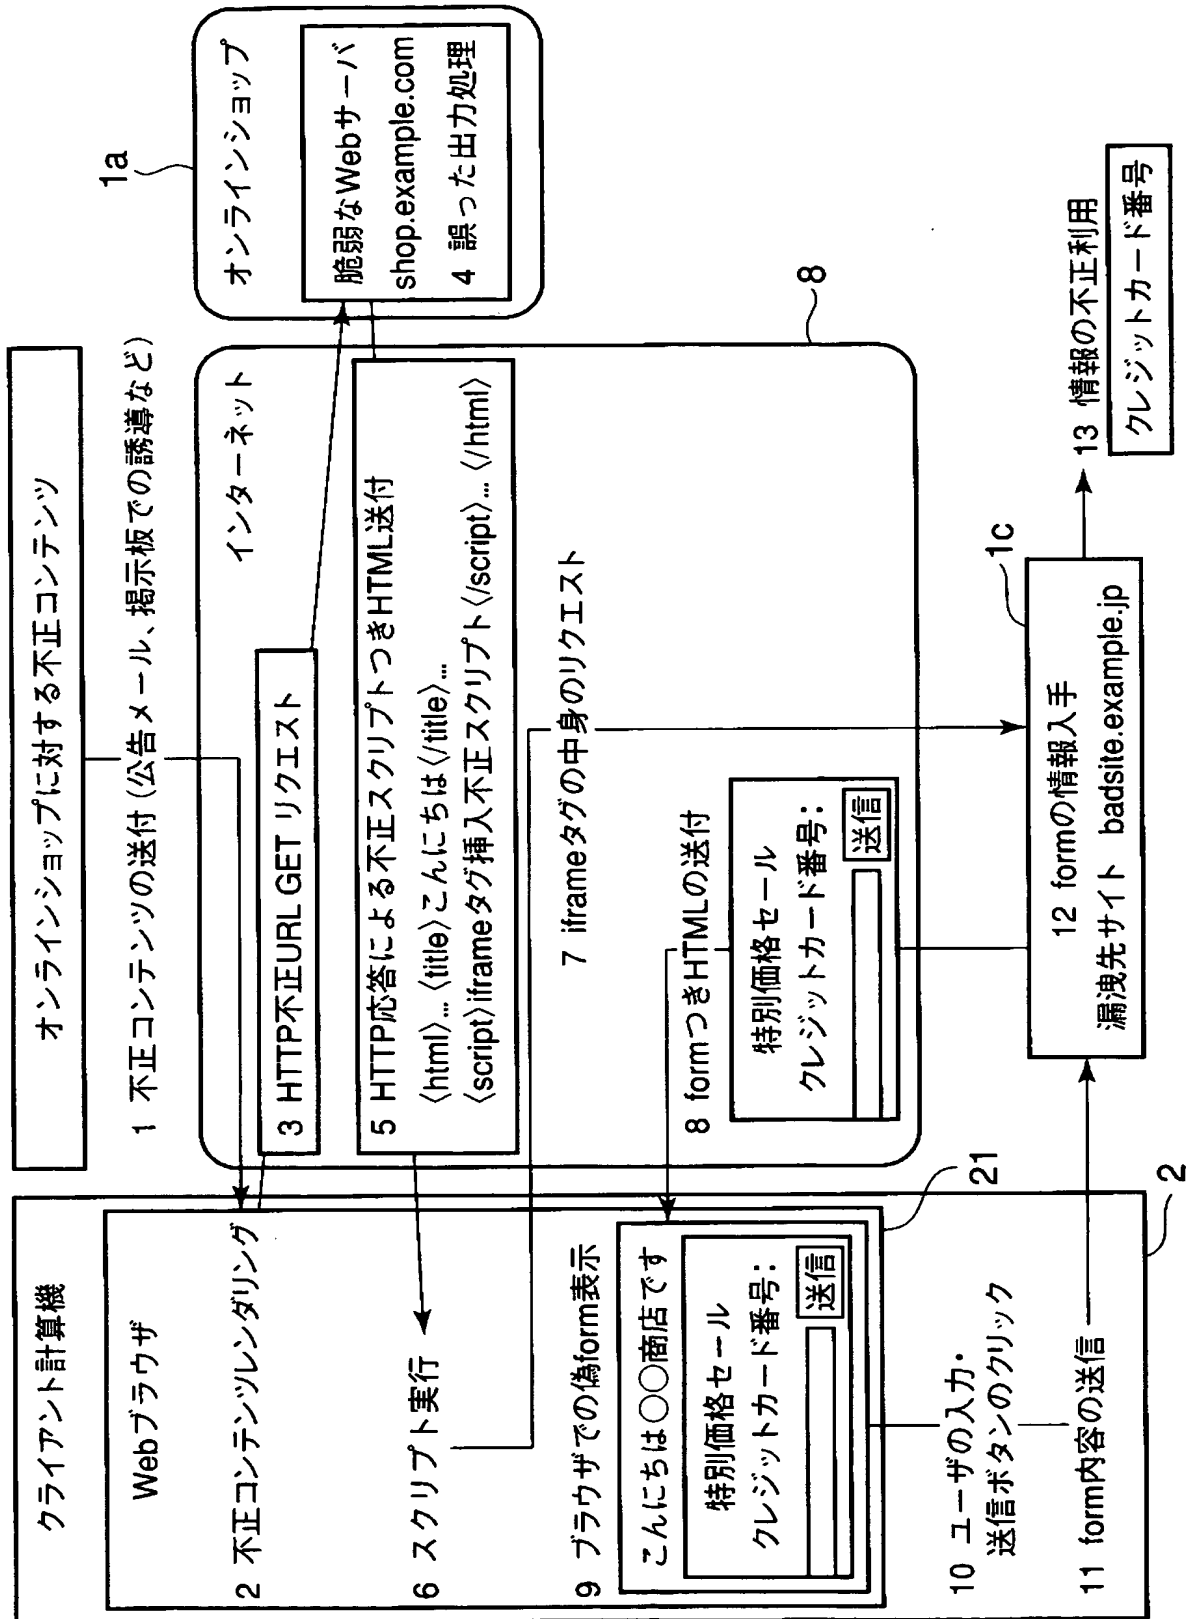 オンラインショップに対する不正コンテンツ
1 不正コンテンツの送付(公告メール、掲示板での誘導など)
クライアント計算機
Webブラウザ
2 不正コンテンツレンダリング
6 スクリプト実行
9 ブラウザでの偽form表示
こんにちは○○商店です
特別価格セール
クレジットカード番号:
送信
10 ユーザの入力・
送信ボタンのクリック
11 form内容の送信
21
2
インターネット
3 HTTP不正URL GET リクエスト
5 HTTP応答による不正スクリプトつきHTML送付
〈html〉... 〈title〉こんにちは〈/title〉...
〈script〉iframeタグ挿入不正スクリプト〈/script〉... 〈/html〉
7 iframeタグの中身のリクエスト
8 formつきHTMLの送付
特別価格セール
クレジットカード番号:
送信
8
1a
オンラインショップ
脆弱なWebサーバ
shop.example.com
4 誤った出力処理
1c
12 formの情報入手
漏洩先サイト badsite.example.jp
13 情報の不正利用
クレジットカード番号